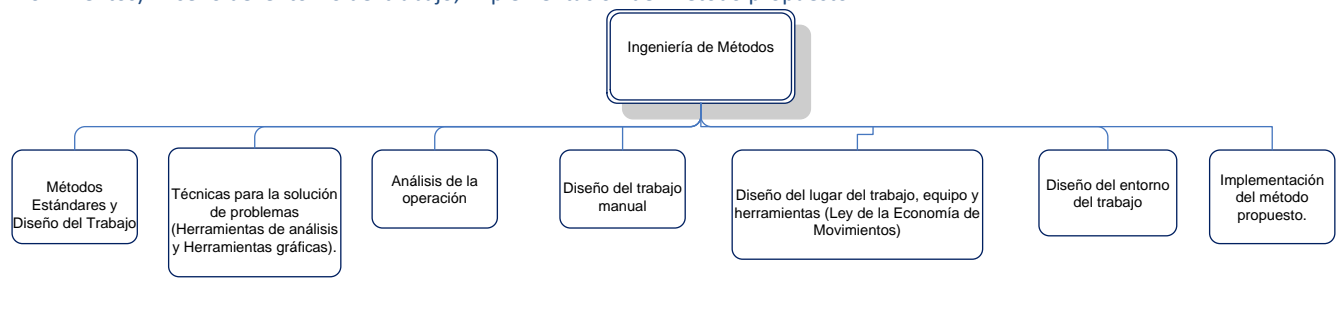 Ingeniería de Métodos
Métodos
Estándares y
Diseño del Trabajo
Técnicas para la solución
de problemas
(Herramientas de análisis
y Herramientas gráficas).
Análisis de la
operación
Diseño del trabajo
manual
Diseño del lugar del trabajo, equipo y
herramientas (Ley de la Economía de
Movimientos)
Diseño del entorno
del trabajo
Implementación
del método
propuesto.